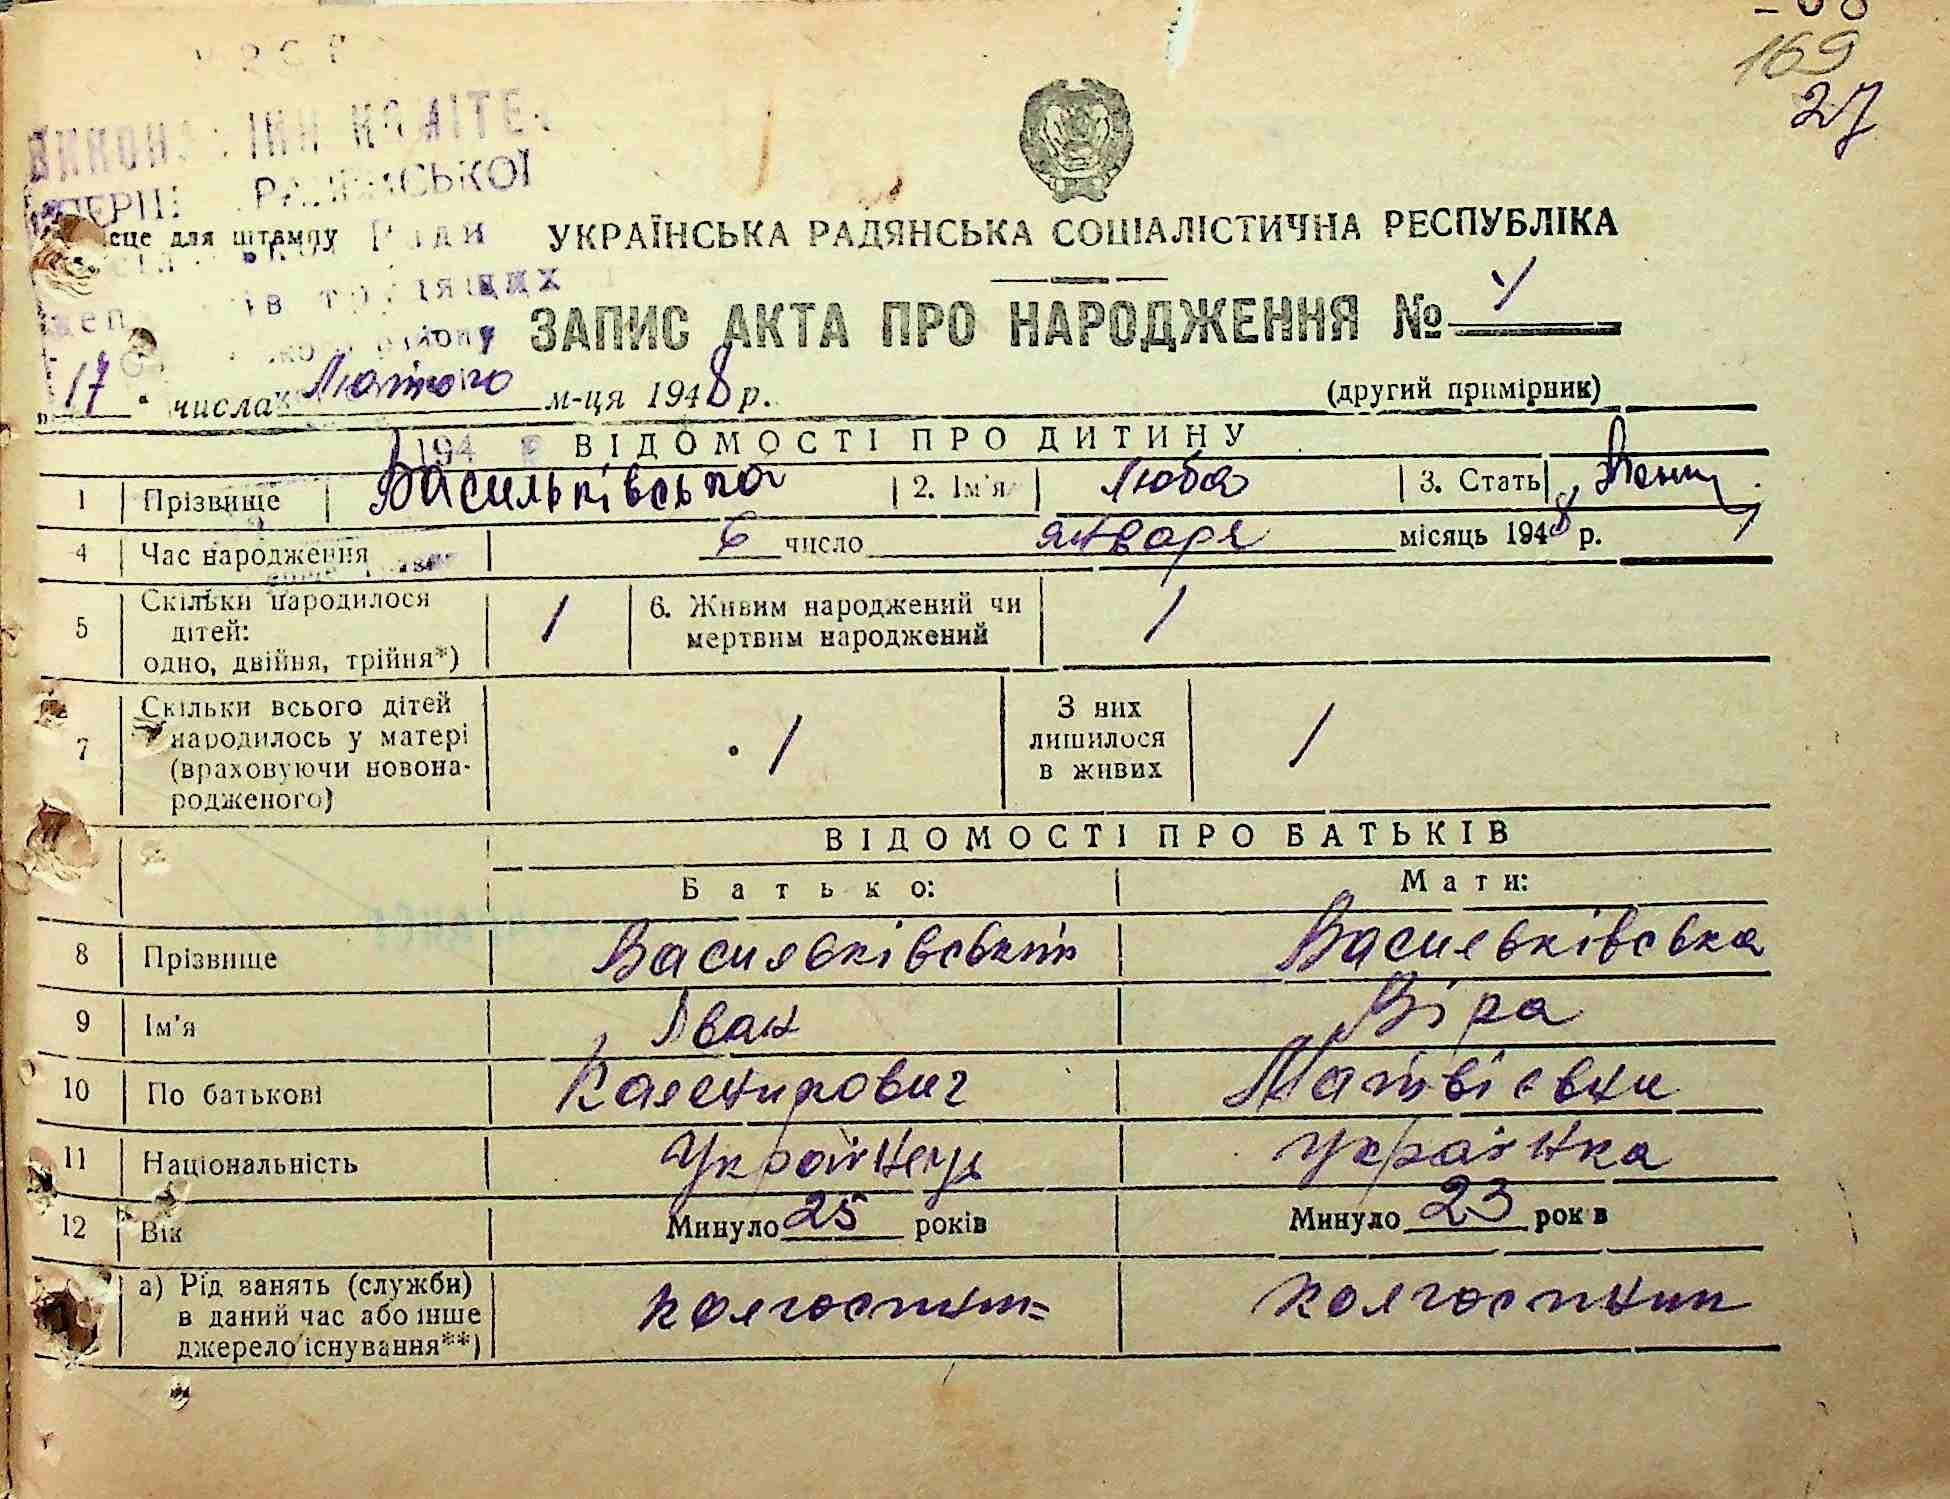 169
27
УРСР
РАДЯНСЬКОЇ
Ради
місце для штампу
УКРАЇНСЬКА РАДЯНСЬКА СОЦІАЛІСТИЧНА РЕСПУБЛІКА
ЗАПИС АКТА ПРО НАРОДЖЕННЯ №
„17" числа Лютого м-ця 1948 р. (другий примірник)
194
ВІДОМОСТІ ПРО ДИТИНУ
1 Прізвище Васильківська 2. Ім'я Люба 3. Стать
4 Час народження 6 число января місяць 1948 р.
5 Скільки народилося дітей: одно, двійня, трійня*) 1 6. Живим народжений чи мертвим народжений 1
7 Скільки всього дітей народилось у матері (враховуючи новонародженого) 1 З них лишилося в живих 1
ВІДОМОСТІ ПРО БАТЬКІВ
Батько: Мати:
8 Прізвище Васильківський Васильківська
9 Ім'я Іван Віра
10 По батькові Матвієвна
11 Національність Українець українка
12 Вік Минуло 25 років Минуло 23 років
а) Рід занять (служби) в даний час або інше джерело існування**) колгоспник колгоспник